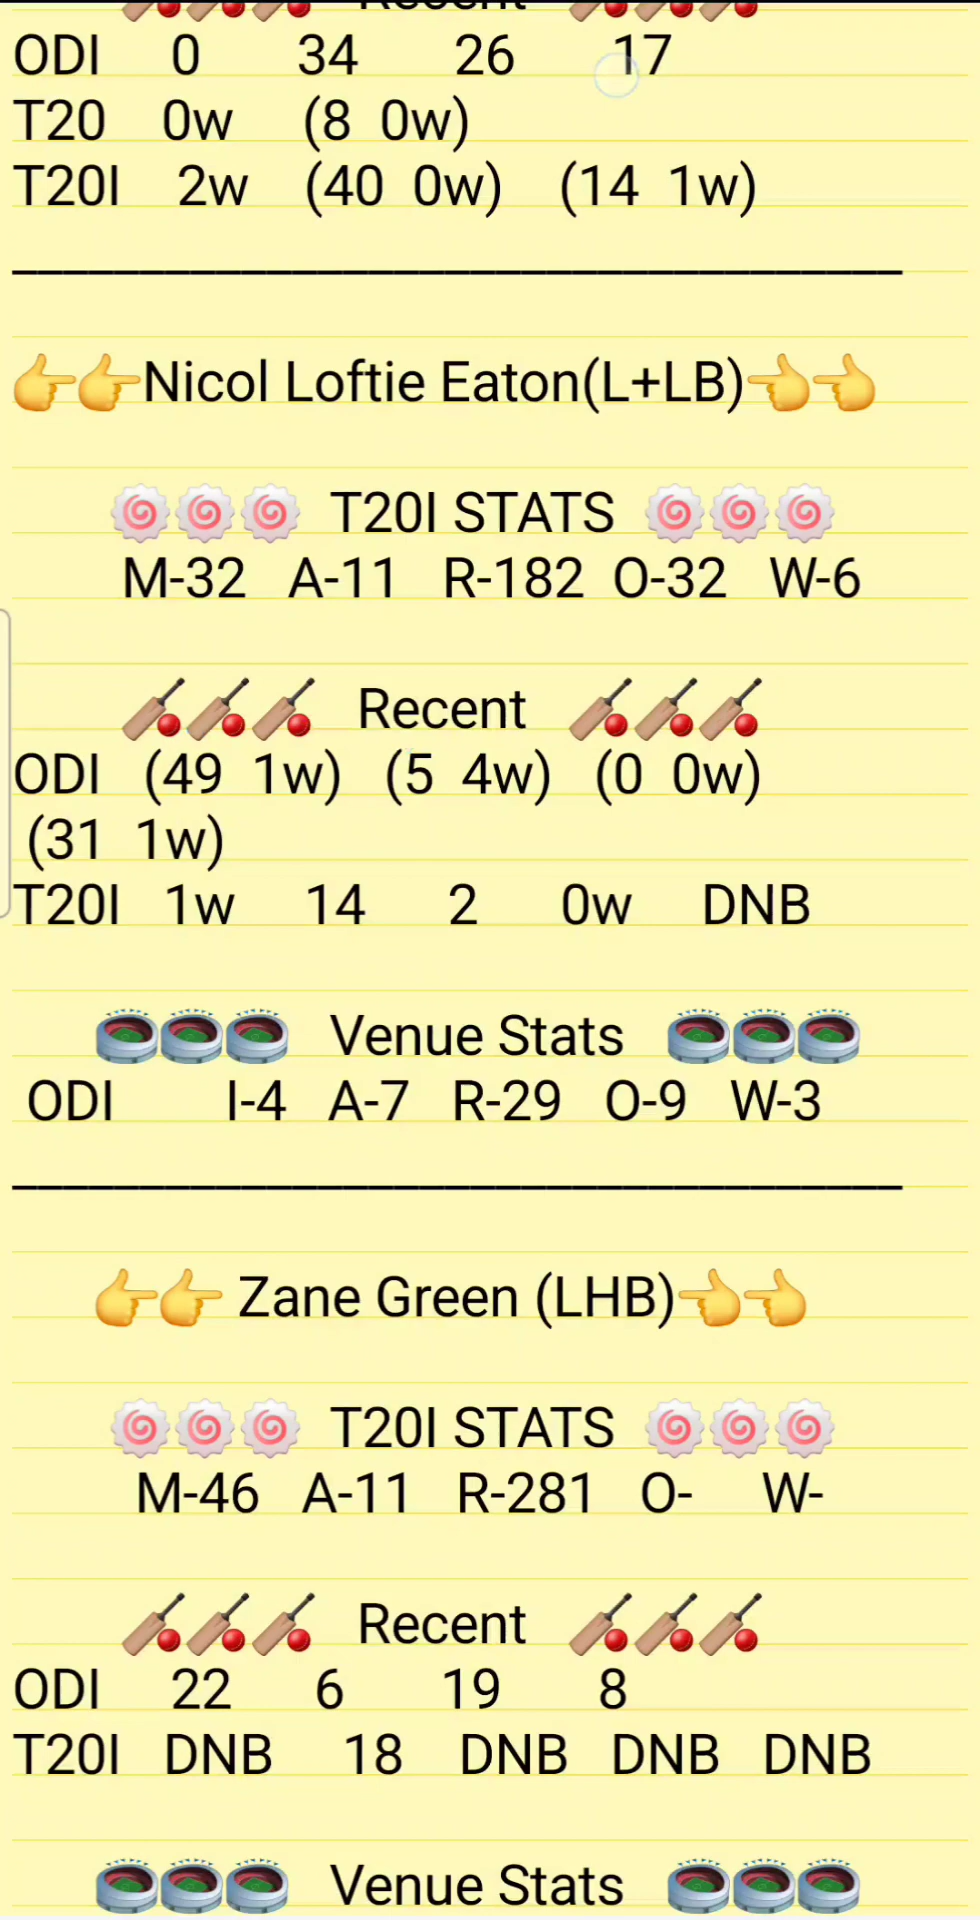 Recent
ODI 0 34 26 17
T20 0w (8 0w)
T20I 2w (40 0w) (14 1w)
Nicol Loftie Eaton(L+LB)
T20I STATS
M-32 A-11 R-182 O-32 W-6
Recent
ODI (49 1w) (5 4w) (0 0w)
(31 1w)
T20I 1w 14 2 0w DNB
Venue Stats
ODI I-4 A-7 R-29 O-9 W-3
Zane Green (LHB)
T20I STATS
M-46 A-11 R-281 O- W-
Recent
ODI 22 6 19 8
T20I DNB 18 DNB DNB DNB
Venue Stats